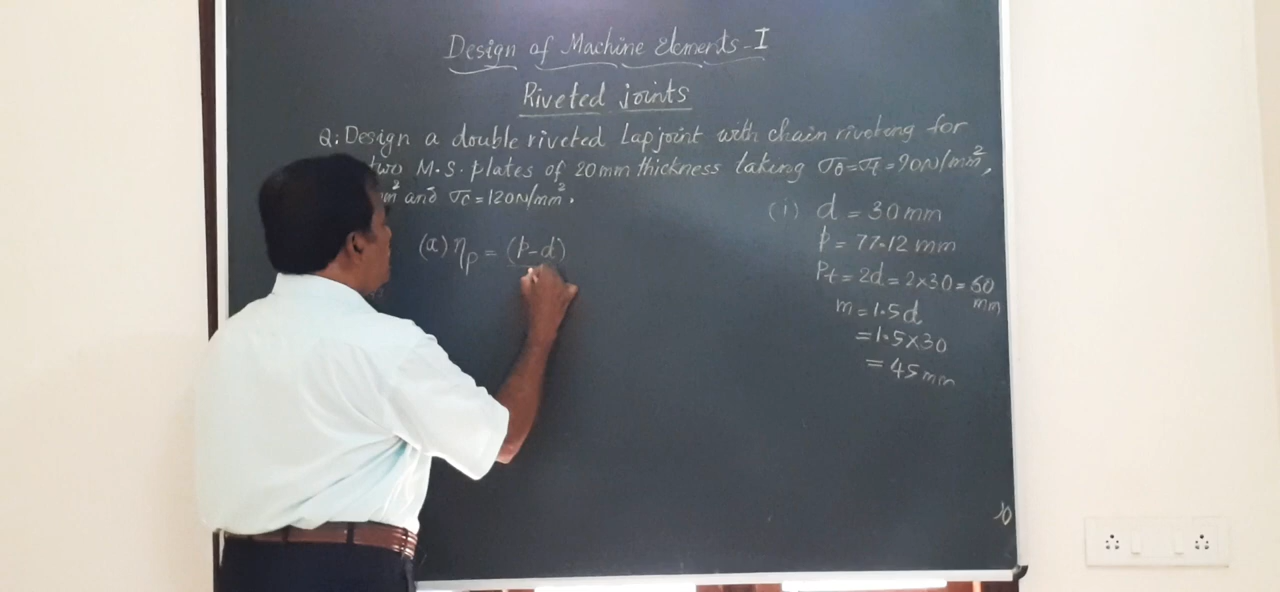 Design of Machine Elements-I
Riveted joints
Q: Design a double riveted Lap joint with chain riveting for
two M.S. plates of 20mm thickness taking σō=σt=90N/mm²,
mm² and σc=120N/mm².
(i) d = 30mm
p = 77.12 mm
Pt = 2d = 2×30 = 60 mm
m = 1.5d
= 1.5×30
= 45mm
(x) ηp = (p-d)